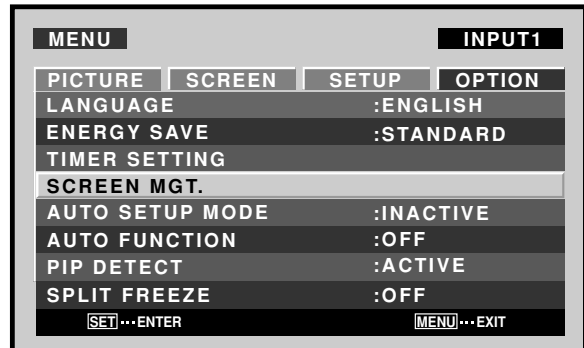 MENU INPUT1
PICTURE SCREEN SETUP OPTION
LANGUAGE :ENGLISH
ENERGY SAVE :STANDARD
TIMER SETTING
SCREEN MGT.
AUTO SETUP MODE :INACTIVE
AUTO FUNCTION :OFF
PIP DETECT :ACTIVE
SPLIT FREEZE :OFF
SET···ENTER MENU···EXIT